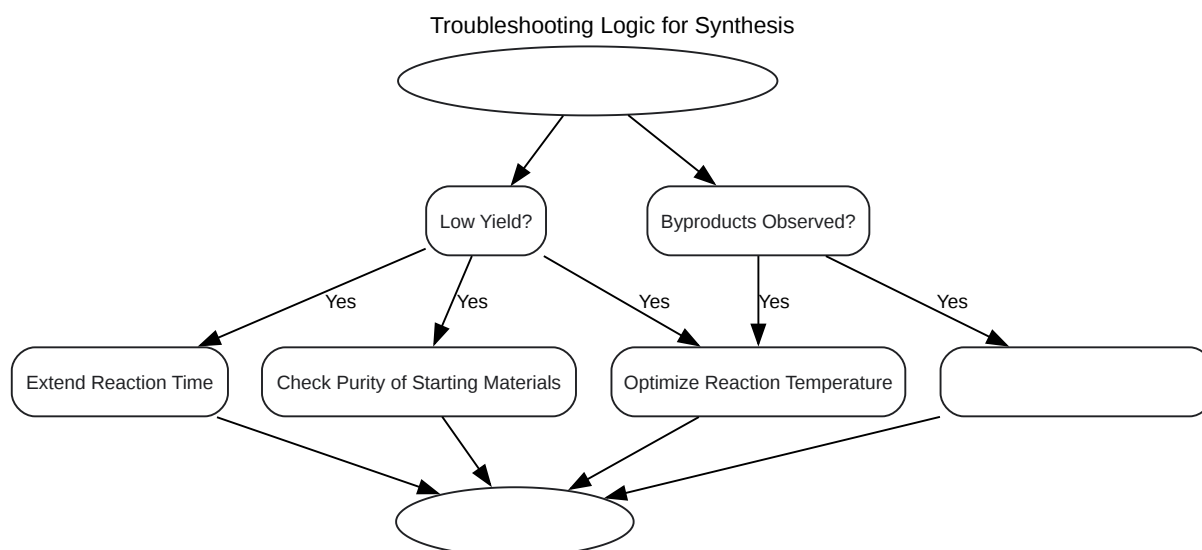 Troubleshooting Logic for Synthesis
Low Yield?
Byproducts Observed?
Yes
Yes
Yes
Yes
Yes
Extend Reaction Time
Check Purity of Starting Materials
Optimize Reaction Temperature